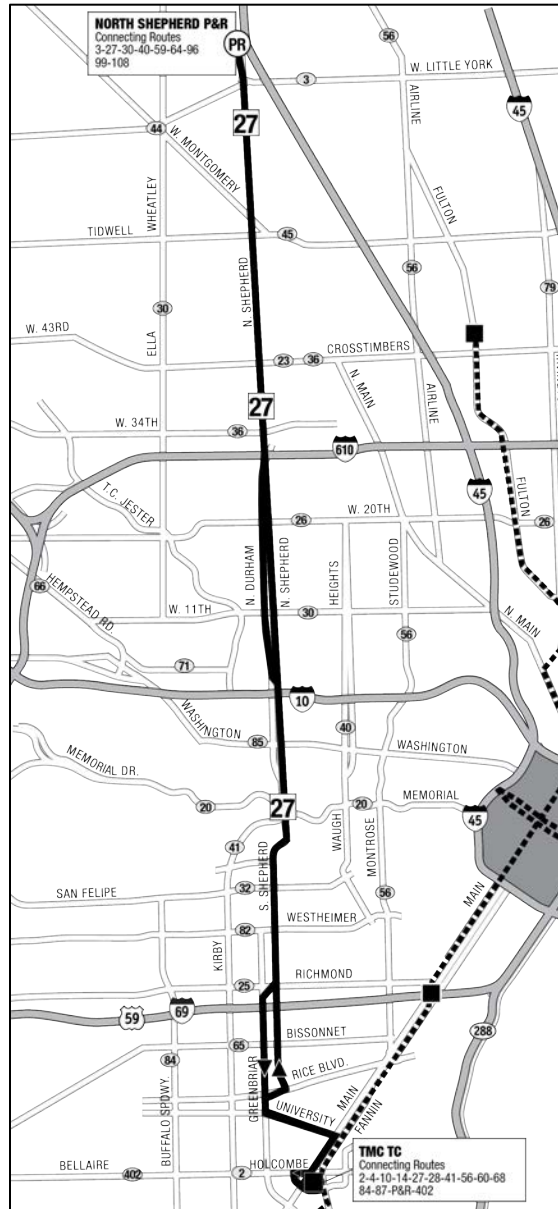 NORTH SHEPHERD P&R
Connecting Routes
3-27-30-40-59-64-96
99-108
PR
56
W. LITTLE YORK
3
AIRLINE
45
27
44
W. MONTGOMERY
FULTON
WHEATLEY
TIDWELL
45
56
79
N. SHEPHERD
30
W. 43RD
ELLA
CROSSTIMBERS
23
36
N. MAIN
AIRLINE
27
W. 34TH
36
610
45
T.C. JESTER
FULTON
26
W. 20TH
26
N. DURHAM
N. SHEPHERD
HEIGHTS
STUDEWOOD
66
HEMPSTEAD RD
W. 11TH
30
N. MAIN
56
71
10
WASHINGTON
40
85
WASHINGTON
MEMORIAL DR.
MEMORIAL
20
27
20
45
WAUGH
MONTROSE
41
S. SHEPHERD
32
SAN FELIPE
56
MAIN
WESTHEIMER
82
KIRBY
RICHMOND
25
59
69
BISSONNET
288
65
84
RICE BLVD.
GREENBRIAR
BUFFALO SPDWY.
UNIVERSITY
MAIN
FANNIN
BELLAIRE
402
2
HOLCOMBE
TMC TC
Connecting Routes
2-4-10-14-27-28-41-56-60-68
84-87-P&R-402